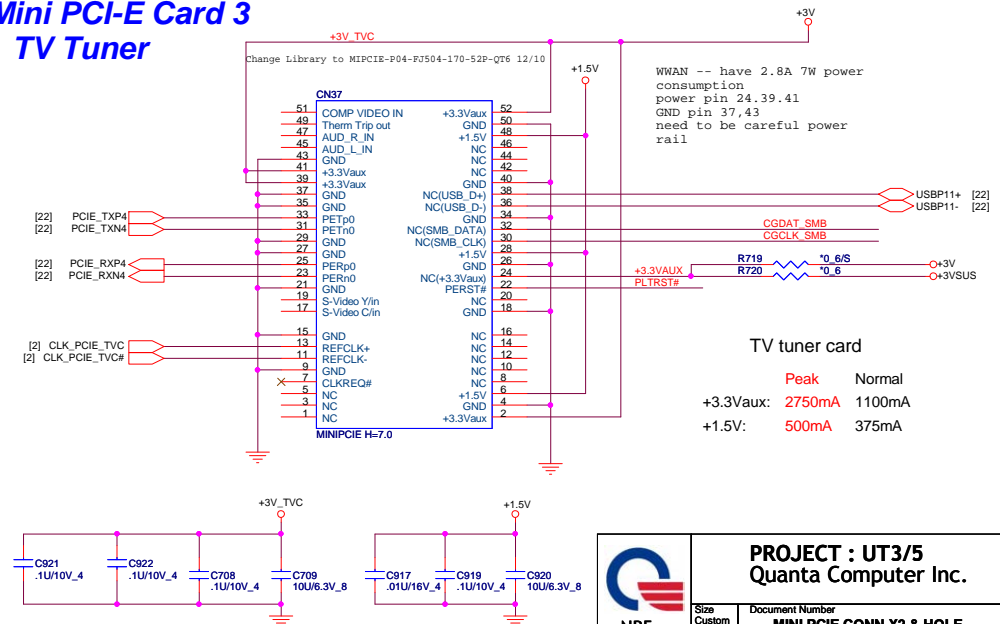 Mini PCI-E Card 3
TV Tuner
+3V
+3V_TVC
Change Library to MIPCIE-P04-FJ504-170-52P-QT6 12/10
+1.5V
WWAN -- have 2.8A 7W power
consumption
power pin 24.39.41
GND pin 37,43
need to be careful power
rail
CN37
51 COMP VIDEO IN +3.3Vaux 52
49 Therm Trip out GND 50
47 AUD_R_IN +1.5V 48
45 AUD_L_IN NC 46
43 GND NC 44
41 +3.3Vaux NC 42
39 +3.3Vaux GND 40
37 GND NC(USB_D+) 38 USBP11+ [22]
35 GND NC(USB_D-) 36 USBP11- [22]
[22] PCIE_TXP4 33 PETp0 GND 34
[22] PCIE_TXN4 31 PETn0 NC(SMB_DATA) 32 CGDAT_SMB
29 GND NC(SMB_CLK) 30 CGCLK_SMB
27 GND +1.5V 28
[22] PCIE_RXP4 25 PERp0 GND 26 R719 *0_6/S +3V
[22] PCIE_RXN4 23 PERn0 NC(+3.3Vaux) 24 +3.3VAUX R720 *0_6 +3VSUS
21 GND PERST# 22 PLTRST#
19 S-Video Y/in NC 20
17 S-Video C/in GND 18
15 GND NC 16
[2] CLK_PCIE_TVC 13 REFCLK+ NC 14
[2] CLK_PCIE_TVC# 11 REFCLK- NC 12
9 GND NC 10
7 CLKREQ# NC 8
5 NC +1.5V 6
3 NC GND 4
1 NC +3.3Vaux 2
MINIPCIE H=7.0
TV tuner card
Peak Normal
+3.3Vaux: 2750mA 1100mA
+1.5V: 500mA 375mA
+3V_TVC
C921
.1U/10V_4
C922
.1U/10V_4
C708
.1U/10V_4
C709
10U/6.3V_8
+1.5V
C917
.01U/16V_4
C919
.1U/10V_4
C920
10U/6.3V_8
PROJECT : UT3/5
Quanta Computer Inc.
Size
Custom
Document Number
MINI PCIE CONN X2 & HOLE